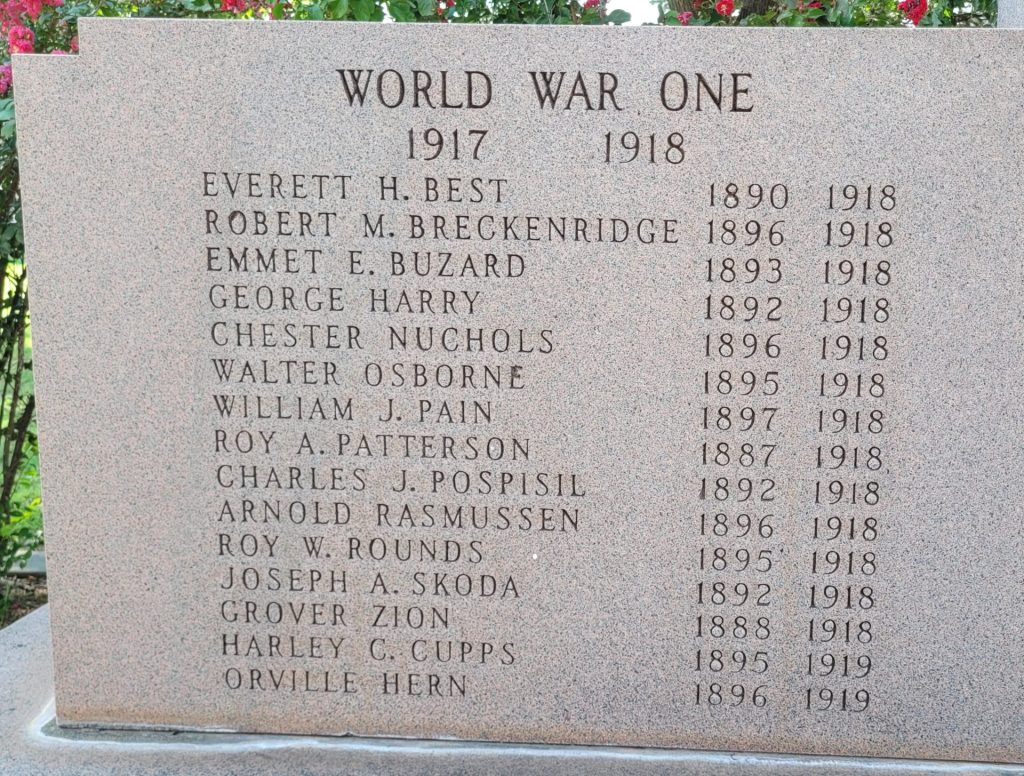 WORLD WAR ONE
1917 1918
EVERETT H. BEST 1890 1918
ROBERT M. BRECKENRIDGE 1896 1918
EMMET E. BUZARD 1893 1918
GEORGE HARRY 1892 1918
CHESTER NUCHOLS 1896 1918
WALTER OSBORNE 1895 1918
WILLIAM J. PAIN 1897 1918
ROY A. PATTERSON 1887 1918
CHARLES J. POSPISIL 1892 1918
ARNOLD RASMUSSEN 1896 1918
ROY W. ROUNDS 1895 1918
JOSEPH A. SKODA 1892 1918
GROVER ZION 1888 1918
HARLEY C. CUPPS 1895 1919
ORVILLE HERN 1896 1919